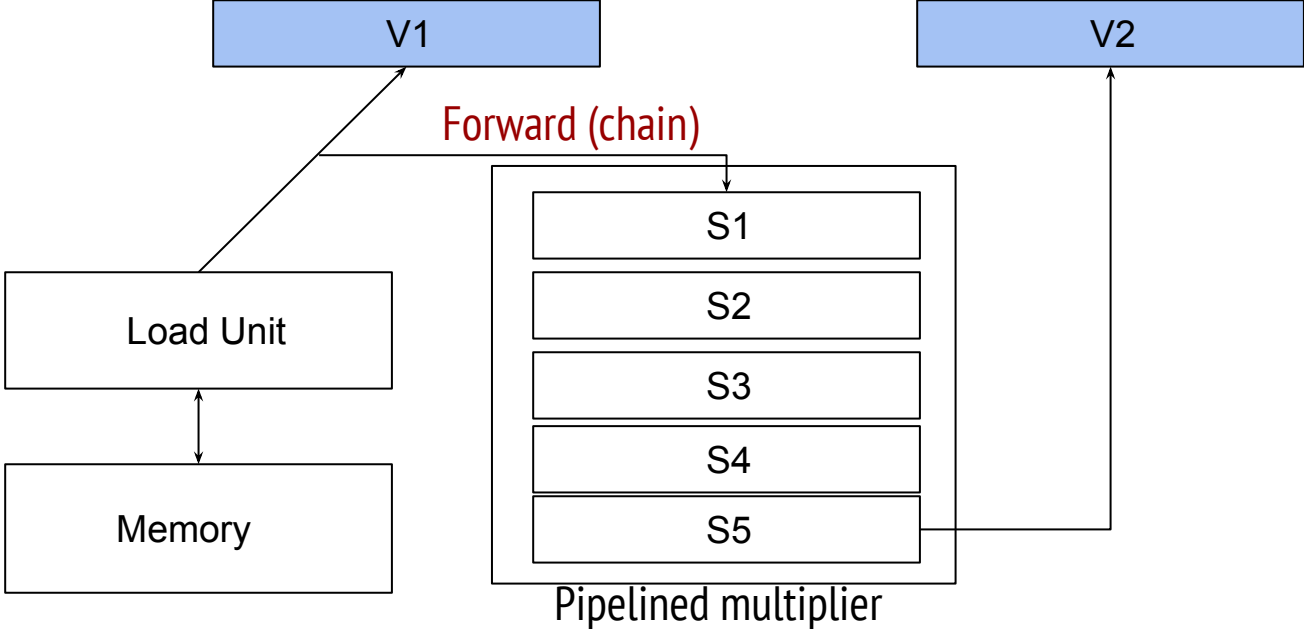 V1
V2
Forward (chain)
S1
S2
Load Unit
S3
S4
Memory
S5
Pipelined multiplier